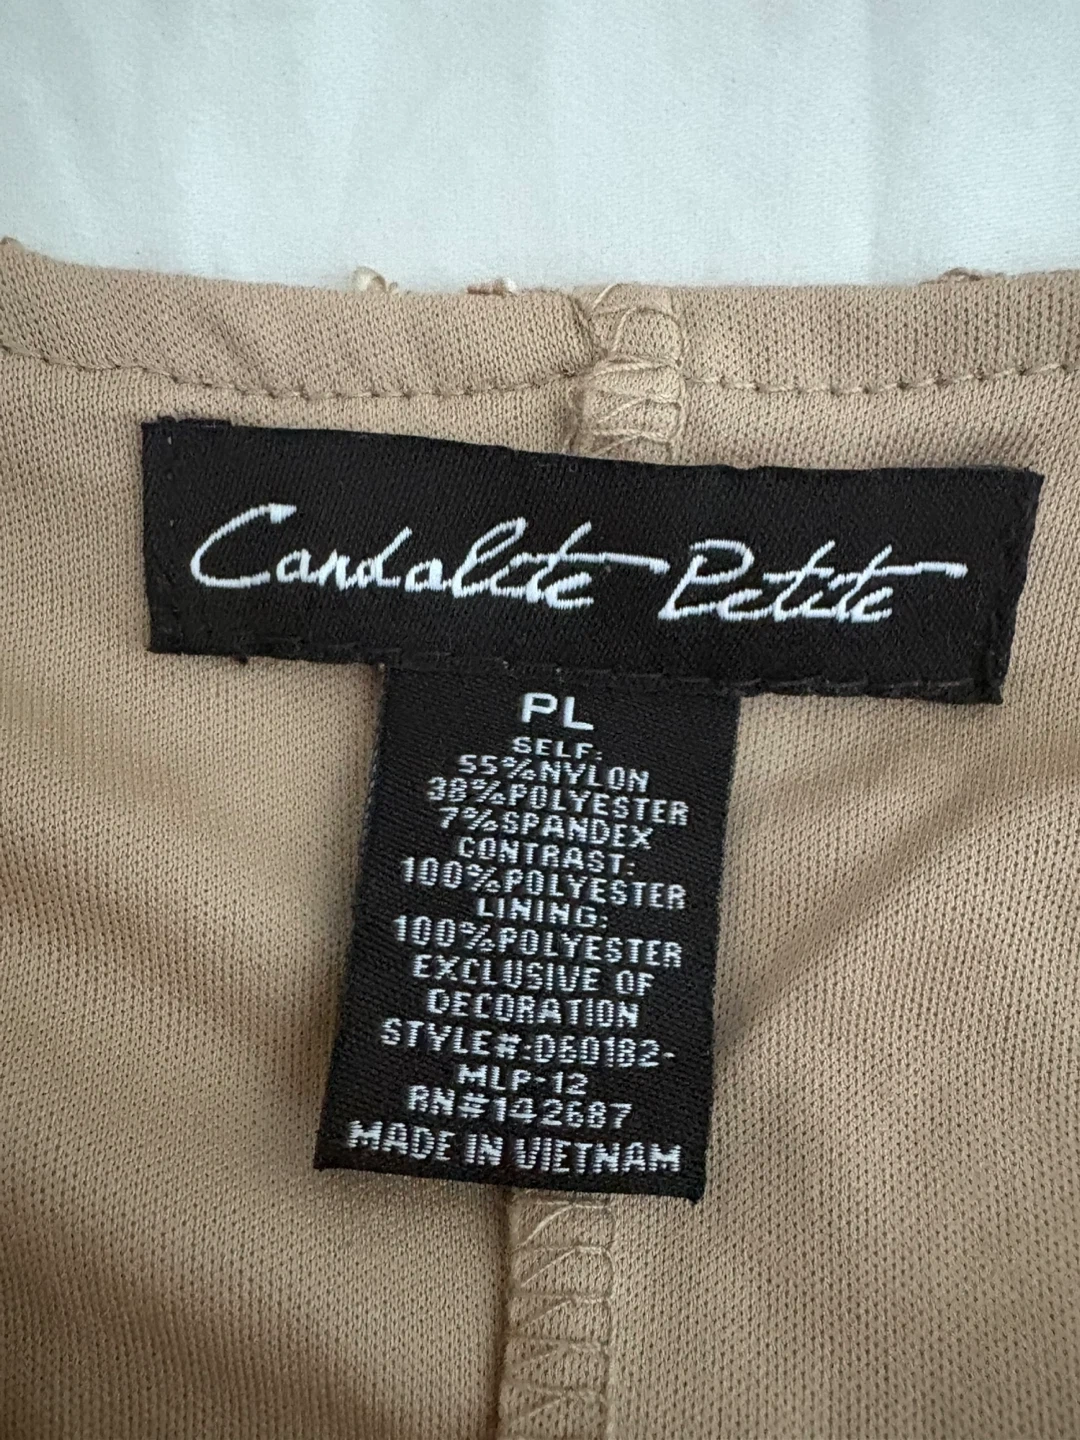 Candalite Petite
PL
SELF:
55%NYLON
38%POLYESTER
7%SPANDEX
CONTRAST:
100%POLYESTER
LINING:
100%POLYESTER
EXCLUSIVE OF
DECORATION
STYLE#:D60182-
MLP-12
RN#142687
MADE IN VIETNAM